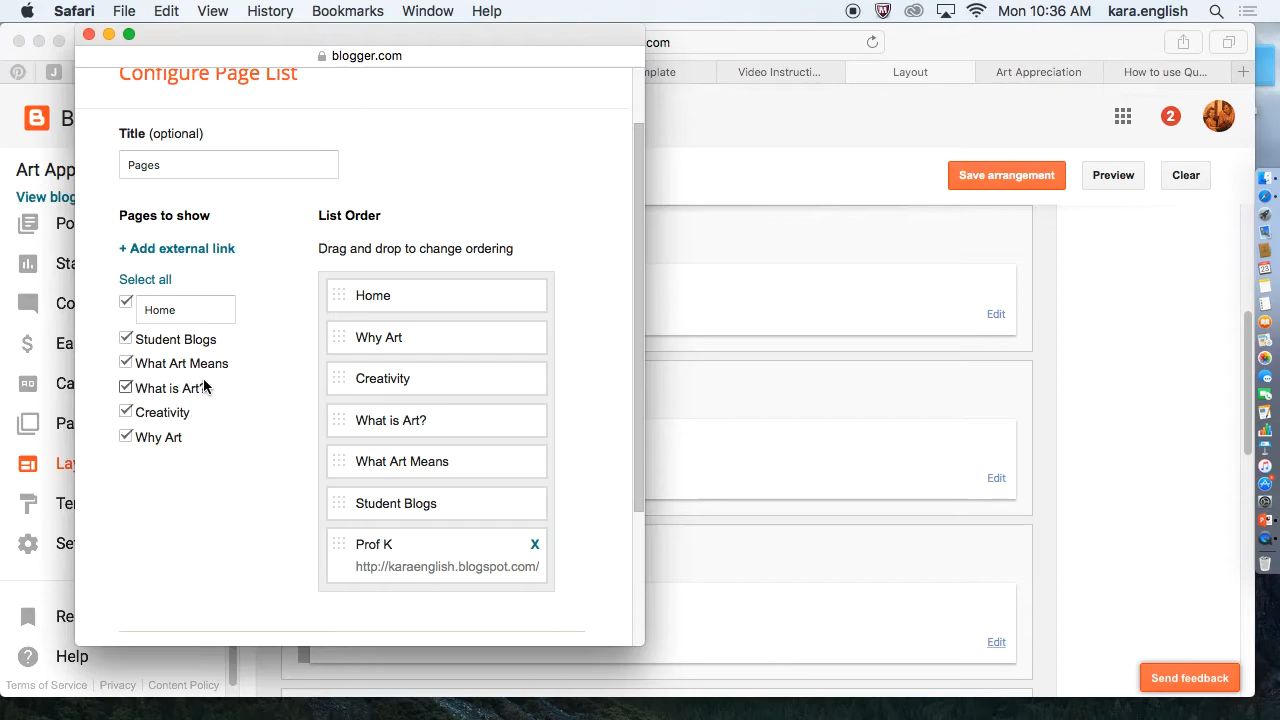 Safari File Edit View History Bookmarks Window Help Mon 10:36 AM kara.english
blogger.com
com
mplate Video Instructi... Layout Art Appreciation How to use Qu... +
Configure Page List
B
2
Title (optional)
Pages
Art App
View blog
Save arrangement Preview Clear
Pages to show
List Order
+ Add external link
Drag and drop to change ordering
Select all
Home
Student Blogs
What Art Means
What is Art?
Creativity
Why Art
Home
Why Art
Creativity
What is Art?
What Art Means
Student Blogs
Prof K X
http://karaenglish.blogspot.com/
Po
Sta
Co
Ea
Ca
Pa
Lay
Te
Se
Re
Help
Edit
Edit
Edit
Send feedback
Terms of Service | Privacy | Content Policy